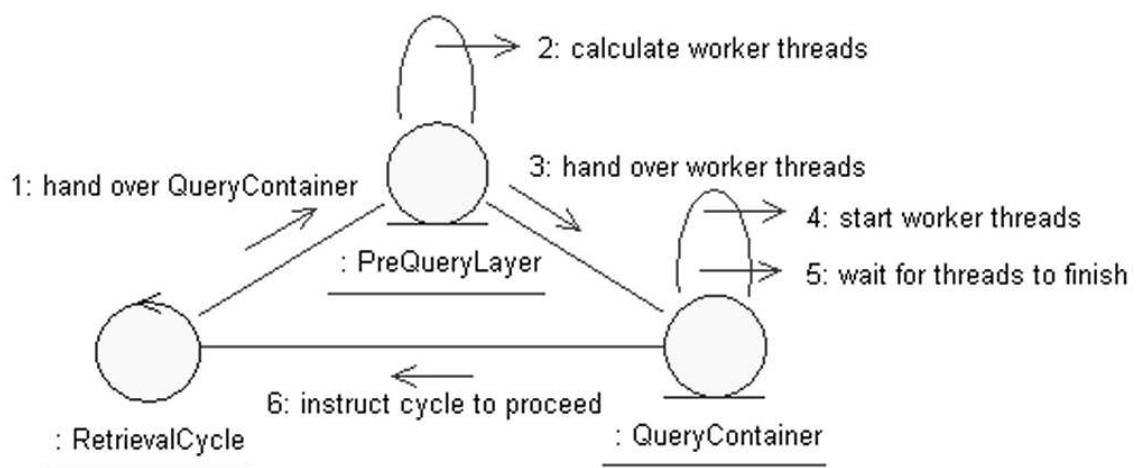 2: calculate worker threads
3: hand over worker threads
1: hand over QueryContainer
4: start worker threads
: PreQueryLayer
5: wait for threads to finish
6: instruct cycle to proceed
: RetrievalCycle
: QueryContainer